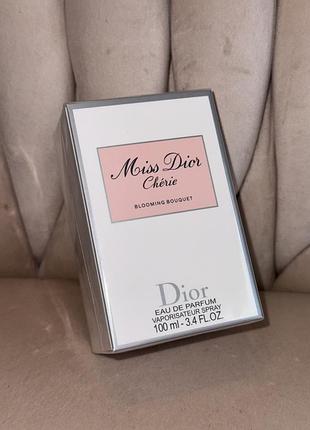 Miss Dior
Chérie
BLOOMING BOUQUET
Dior
EAU DE PARFUM
VAPORISATEUR SPRAY
100 ml - 3.4 FL.OZ.